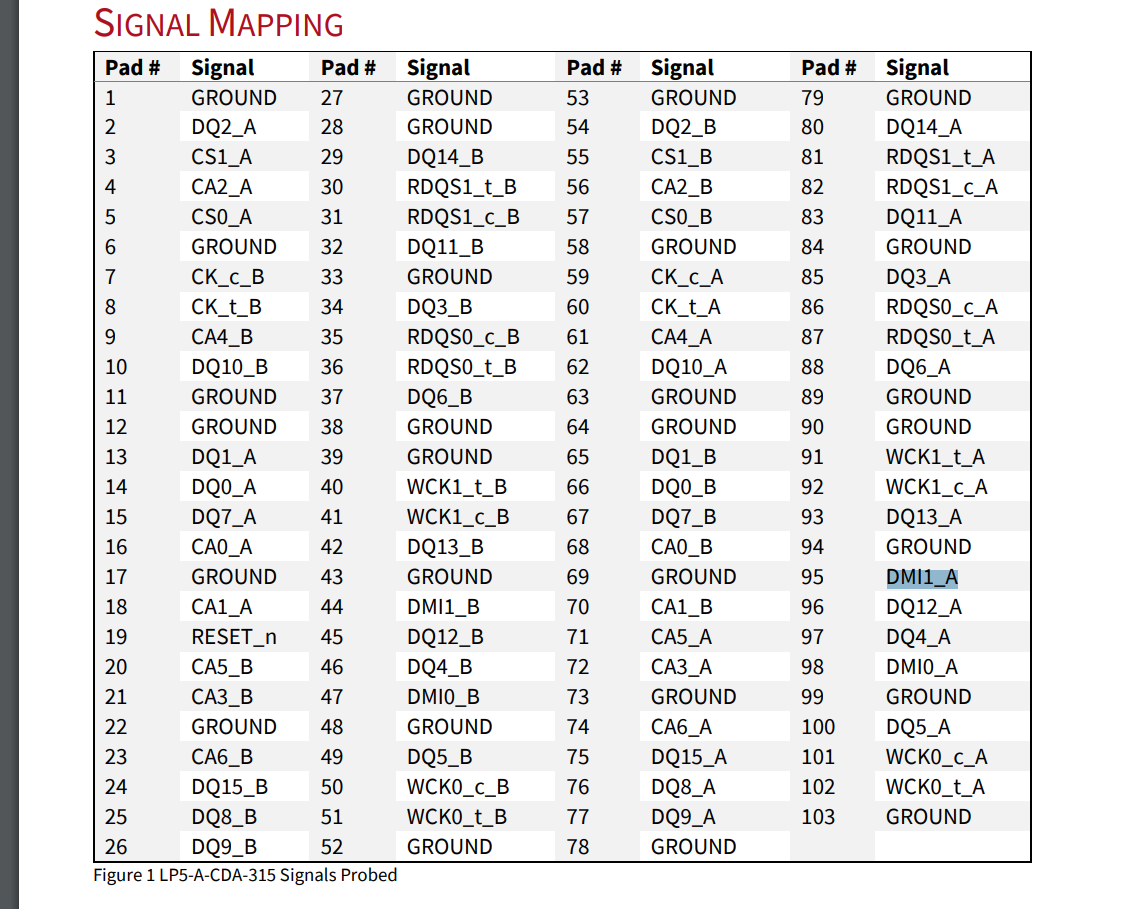 SIGNAL MAPPING
Pad # Signal Pad # Signal Pad # Signal Pad # Signal
1 GROUND 27 GROUND 53 GROUND 79 GROUND
2 DQ2_A 28 GROUND 54 DQ2_B 80 DQ14_A
3 CS1_A 29 DQ14_B 55 CS1_B 81 RDQS1_t_A
4 CA2_A 30 RDQS1_t_B 56 CA2_B 82 RDQS1_c_A
5 CS0_A 31 RDQS1_c_B 57 CS0_B 83 DQ11_A
6 GROUND 32 DQ11_B 58 GROUND 84 GROUND
7 CK_c_B 33 GROUND 59 CK_c_A 85 DQ3_A
8 CK_t_B 34 DQ3_B 60 CK_t_A 86 RDQS0_c_A
9 CA4_B 35 RDQS0_c_B 61 CA4_A 87 RDQS0_t_A
10 DQ10_B 36 RDQS0_t_B 62 DQ10_A 88 DQ6_A
11 GROUND 37 DQ6_B 63 GROUND 89 GROUND
12 GROUND 38 GROUND 64 GROUND 90 GROUND
13 DQ1_A 39 GROUND 65 DQ1_B 91 WCK1_t_A
14 DQ0_A 40 WCK1_t_B 66 DQ0_B 92 WCK1_c_A
15 DQ7_A 41 WCK1_c_B 67 DQ7_B 93 DQ13_A
16 CA0_A 42 DQ13_B 68 CA0_B 94 GROUND
17 GROUND 43 GROUND 69 GROUND 95 DMI1_A
18 CA1_A 44 DMI1_B 70 CA1_B 96 DQ12_A
19 RESET_n 45 DQ12_B 71 CA5_A 97 DQ4_A
20 CA5_B 46 DQ4_B 72 CA3_A 98 DMI0_A
21 CA3_B 47 DMI0_B 73 GROUND 99 GROUND
22 GROUND 48 GROUND 74 CA6_A 100 DQ5_A
23 CA6_B 49 DQ5_B 75 DQ15_A 101 WCK0_c_A
24 DQ15_B 50 WCK0_c_B 76 DQ8_A 102 WCK0_t_A
25 DQ8_B 51 WCK0_t_B 77 DQ9_A 103 GROUND
26 DQ9_B 52 GROUND 78 GROUND
Figure 1 LP5-A-CDA-315 Signals Probed